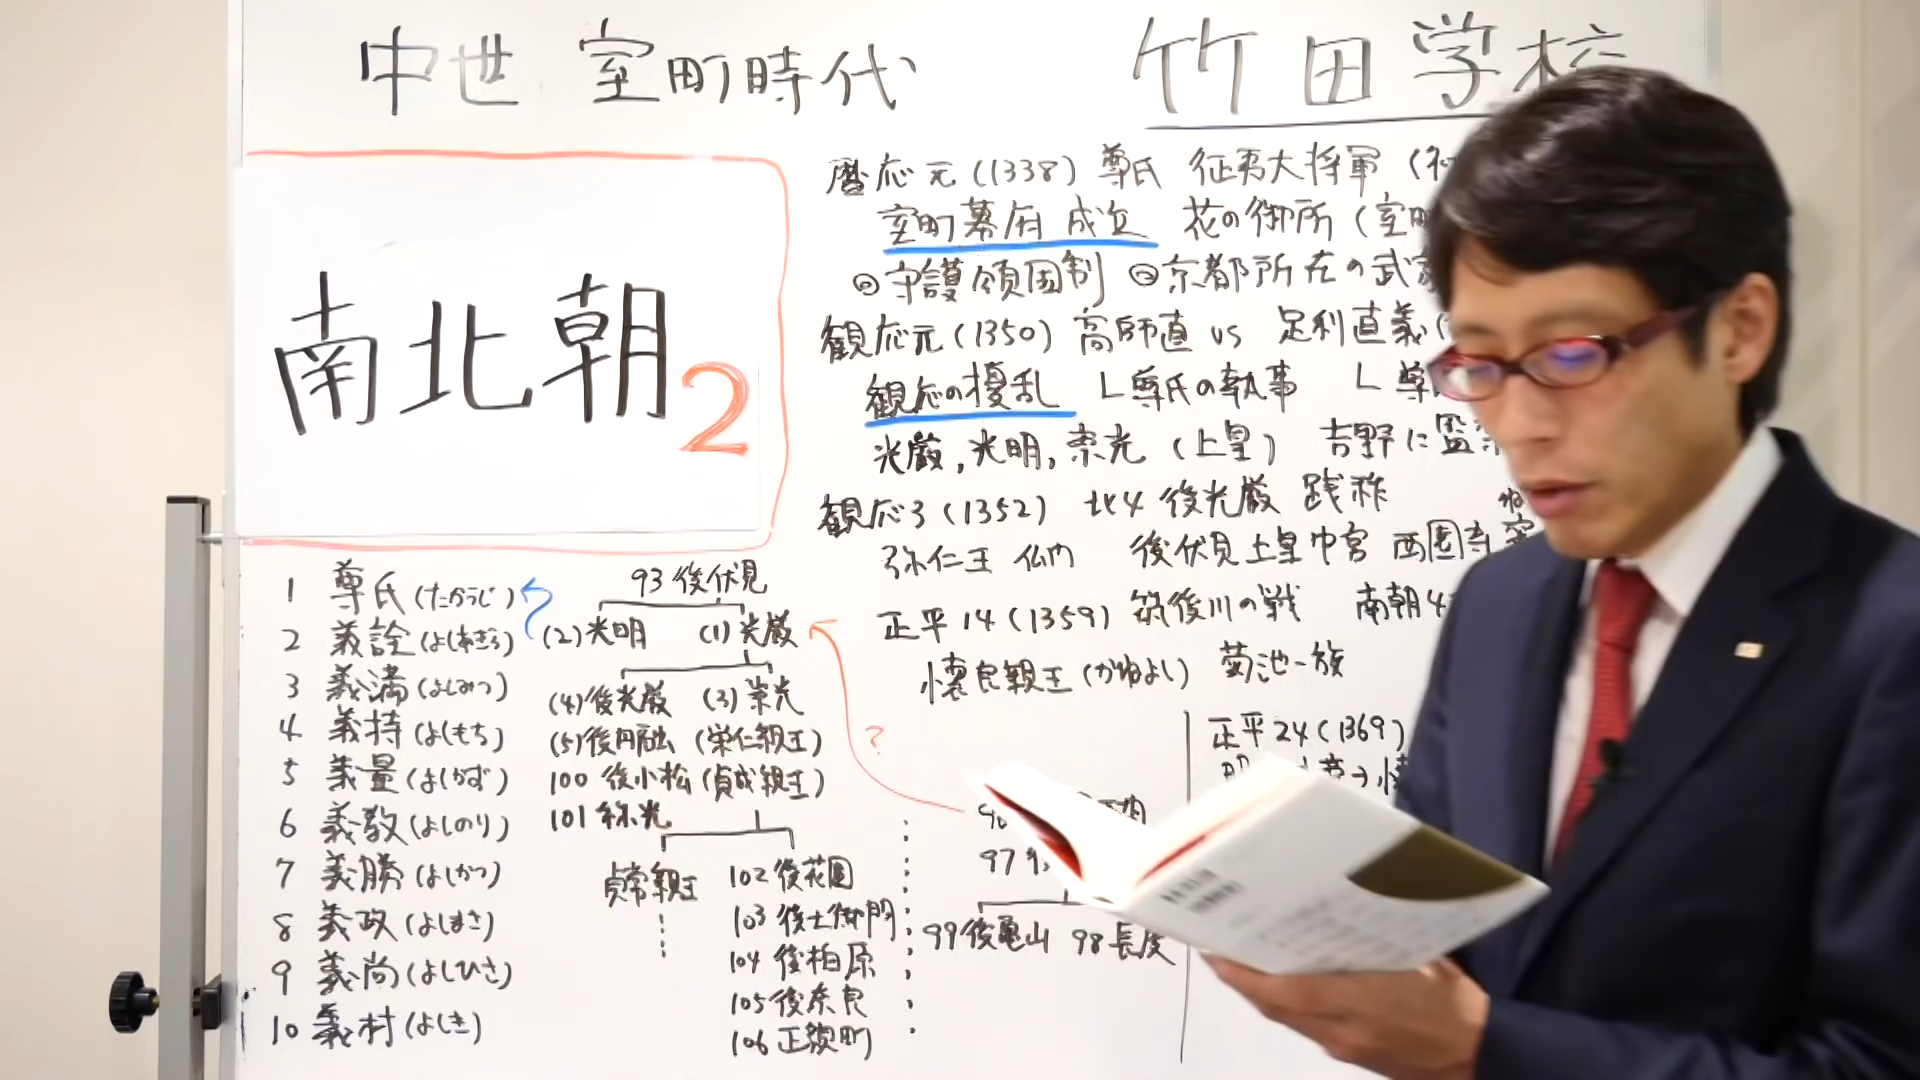 中世 室町時代
竹田学校
南北朝2
暦応元(1338) 尊氏 征夷大将軍
室町幕府 成立 花の御所(室町
◎守護領国制 ◎京都所在の武家
観応元(1350) 高師直 vs 足利直義(
観応の擾乱 L尊氏の執事 L尊
光厳,光明,崇光(上皇) 吉野に監禁
観応3(1352) 北4 後光厳 践祚
弥仁王 仏門 後伏見上皇中宮 西園寺寧
正平14(1359) 筑後川の戦 南朝4
懐良親王(かねよし) 菊池一族
正平24(1369)
1 尊氏(たかうじ)
2 義詮(よしあきら)
3 義満(よしみつ)
4 義持(よしもち)
5 義量(よしかず)
6 義教(よしのり)
7 義勝(よしかつ)
8 義政(よしまさ)
9 義尚(よしひさ)
10 義材(よしき)
93 後伏見
(2)光明 (1)光厳
(4)後光厳 (3)崇光
(5)後円融 (栄仁親王)
100 後小松 (貞成親王)
101 称光
貞常親王 102 後花園
103 後土御門
104 後柏原
105 後奈良
106 正親町
?
97
99後亀山 98長慶